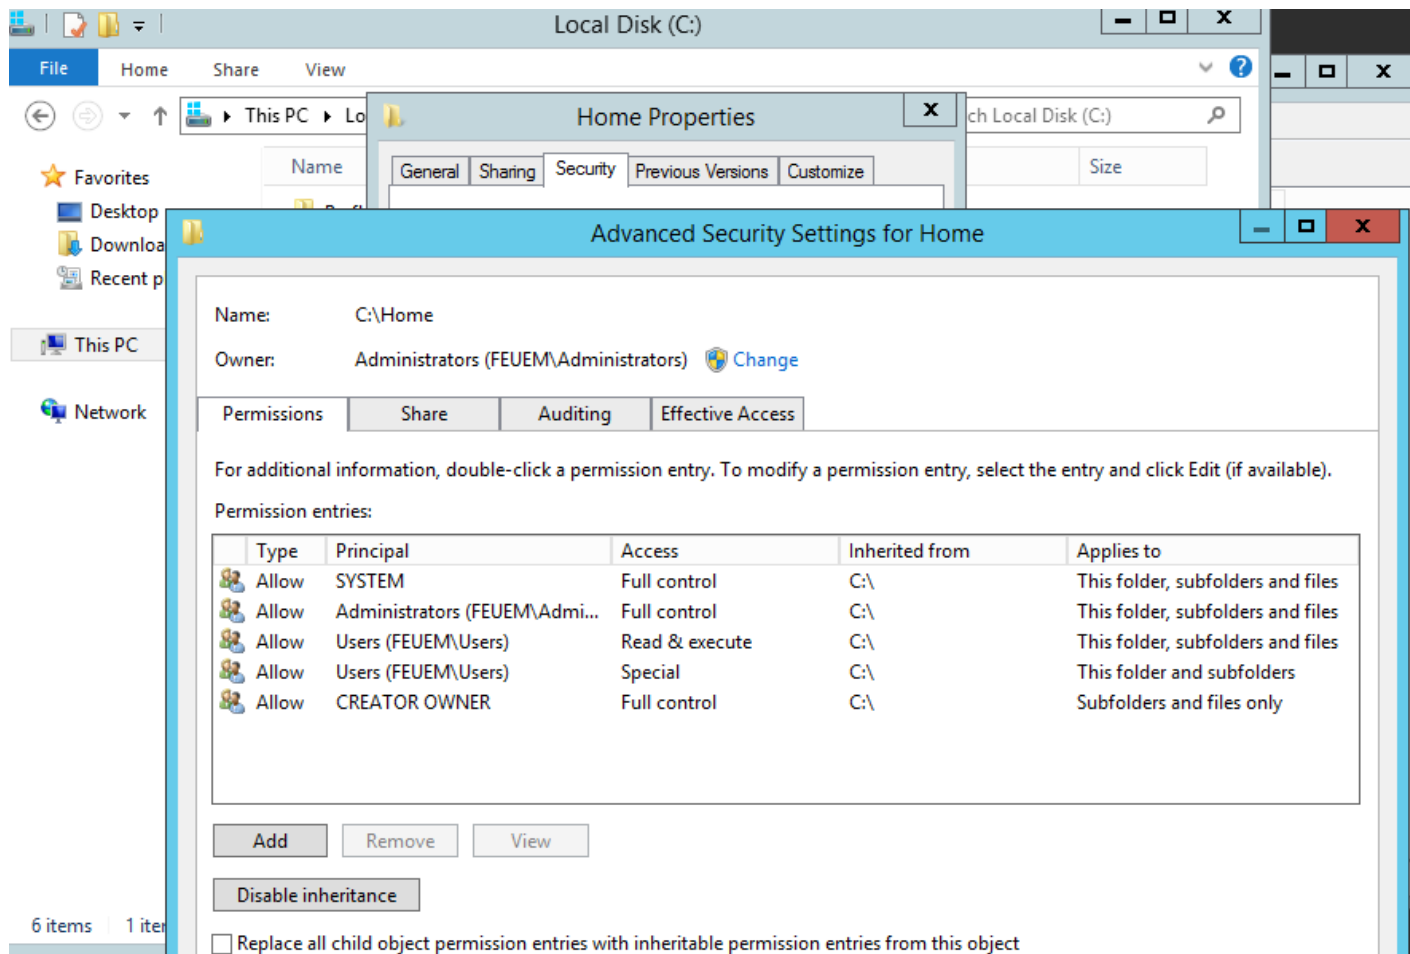 Local Disk (C:)
File Home Share View
This PC Lo
ch Local Disk (C:)
Home Properties
General Sharing Security Previous Versions Customize
Name Size
Favorites
Desktop
Downloa
Recent p
This PC
Network
6 items 1 iter
Advanced Security Settings for Home
Name: C:\Home
Owner: Administrators (FEUEM\Administrators) Change
Permissions Share Auditing Effective Access
For additional information, double-click a permission entry. To modify a permission entry, select the entry and click Edit (if available).
Permission entries:
Type Principal Access Inherited from Applies to
Allow SYSTEM Full control C:\ This folder, subfolders and files
Allow Administrators (FEUEM\Admi... Full control C:\ This folder, subfolders and files
Allow Users (FEUEM\Users) Read & execute C:\ This folder, subfolders and files
Allow Users (FEUEM\Users) Special C:\ This folder and subfolders
Allow CREATOR OWNER Full control C:\ Subfolders and files only
Add Remove View
Disable inheritance
Replace all child object permission entries with inheritable permission entries from this object